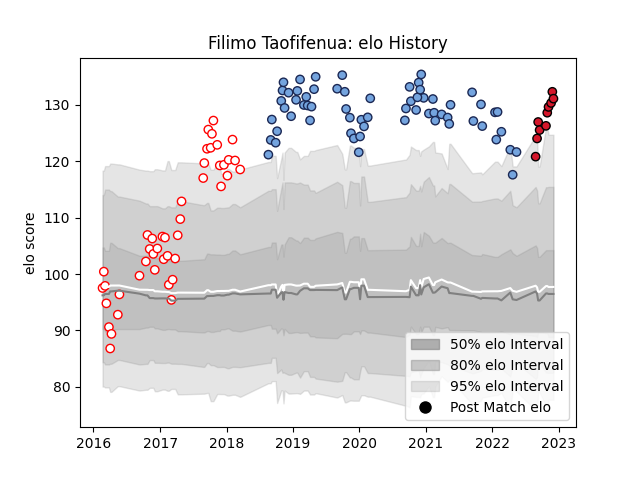 Filimo Taofifenua: elo History
elo score
130
120
110
100
90
80
50% elo Interval
80% elo Interval
95% elo Interval
Post Match elo
2016 2017 2018 2019 2020 2021 2022 2023